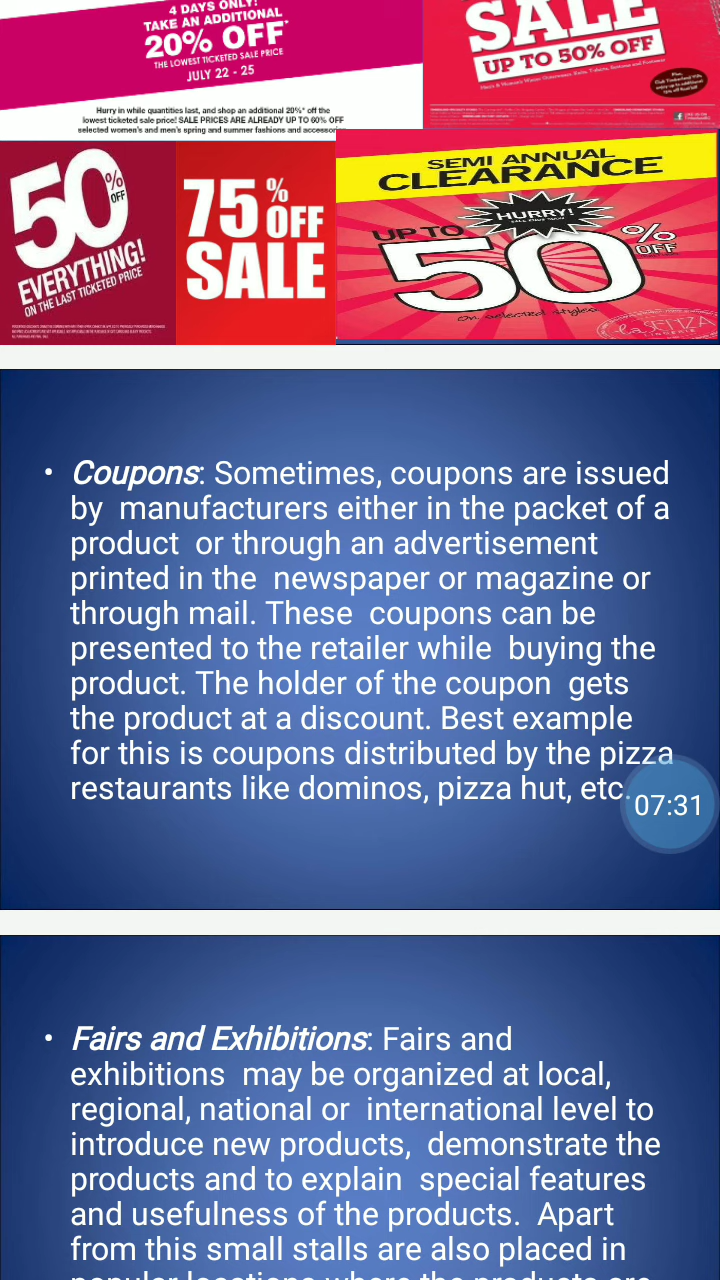 4 DAYS ONLY!
TAKE AN ADDITIONAL
20% OFF*
THE LOWEST TICKETED SALE PRICE
JULY 22 - 25
Hurry in while quantities last, and shop an additional 20%* off the
lowest ticketed sale price! SALE PRICES ARE ALREADY UP TO 60% OFF
selected women's and men's spring and summer fashions and accessories
SALE
UP TO 50% OFF
50% OFF
EVERYTHING!
ON THE LAST TICKETED PRICE
75% OFF
SALE
SEMI ANNUAL
CLEARANCE
HURRY!
UP TO
50% OFF
On selected styles
la SENZA
LINGERIE
• Coupons: Sometimes, coupons are issued
by manufacturers either in the packet of a
product or through an advertisement
printed in the newspaper or magazine or
through mail. These coupons can be
presented to the retailer while buying the
product. The holder of the coupon gets
the product at a discount. Best example
for this is coupons distributed by the pizza
restaurants like dominos, pizza hut, etc.
07:31
• Fairs and Exhibitions: Fairs and
exhibitions may be organized at local,
regional, national or international level to
introduce new products, demonstrate the
products and to explain special features
and usefulness of the products. Apart
from this small stalls are also placed in
popular locations where the products are